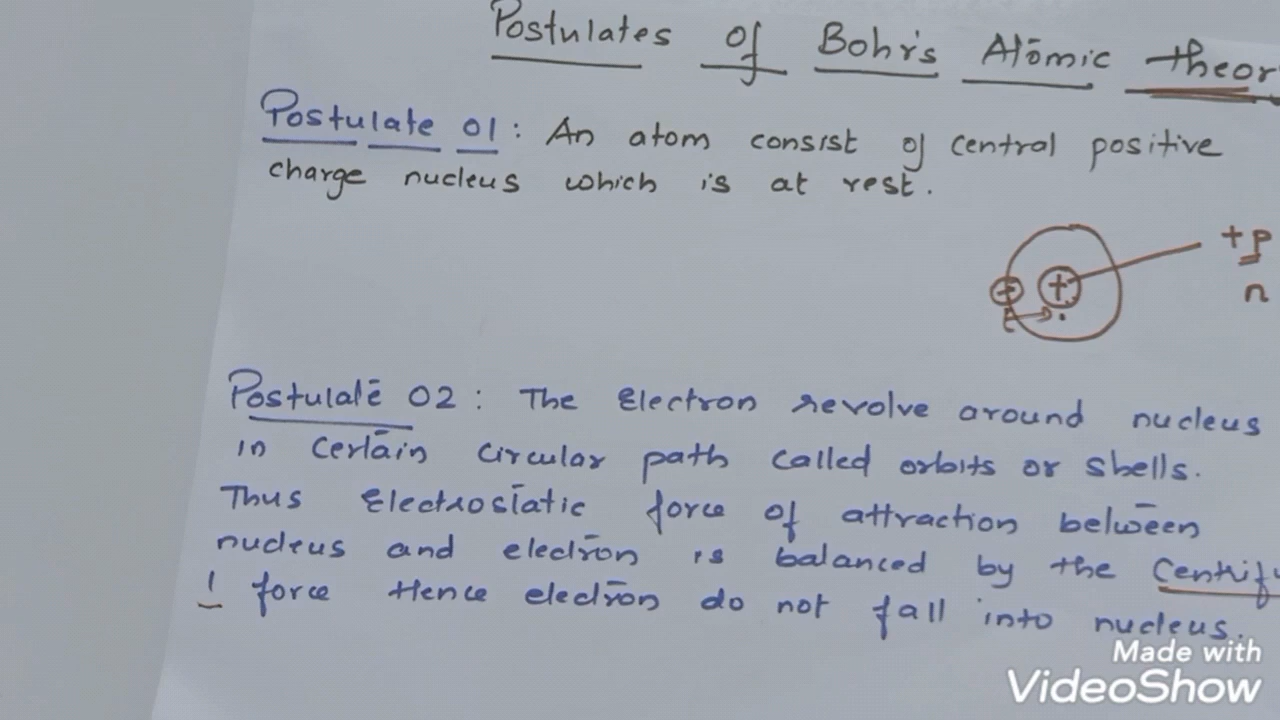 Postulates of Bohr's Atomic theor
Postulate 01: An atom consist of central positive
charge nucleus which is at rest.
+p
n
+
+
Postulate 02: The Electron revolve around nucleus
in certain circular path called orbits or shells.
Thus Electrostatic force of attraction between
nucleus and electron is balanced by the Centrifu
l force Hence electron do not fall into nucleus.
Made with
VideoShow